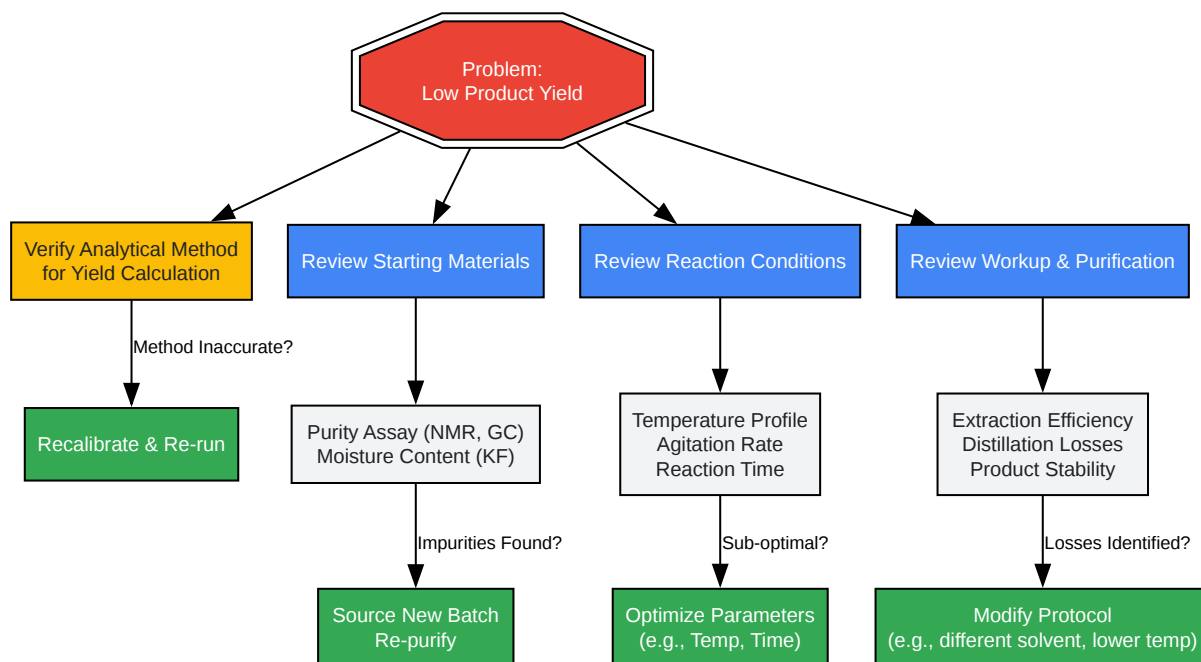 Problem:
Low Product Yield
Verify Analytical Method
for Yield Calculation
Review Starting Materials
Review Reaction Conditions
Review Workup & Purification
Method Inaccurate?
Recalibrate & Re-run
Purity Assay (NMR, GC)
Moisture Content (KF)
Temperature Profile
Agitation Rate
Reaction Time
Extraction Efficiency
Distillation Losses
Product Stability
Impurities Found?
Sub-optimal?
Losses Identified?
Source New Batch
Re-purify
Optimize Parameters
(e.g., Temp, Time)
Modify Protocol
(e.g., different solvent, lower temp)